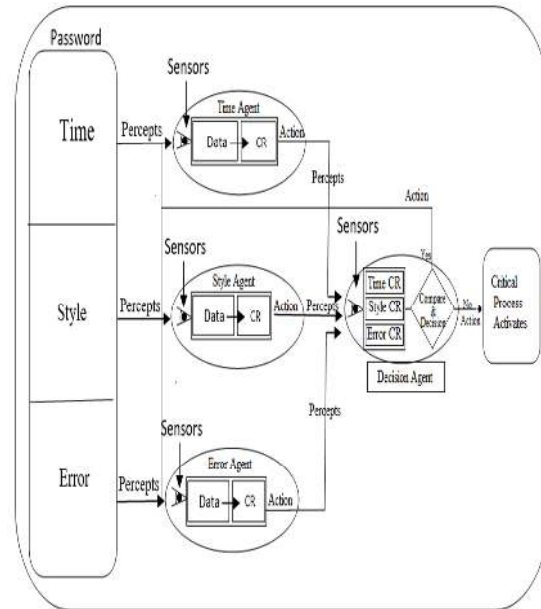 Password
Time
Percepts
Sensors
Time Agent
Data
CR
Action
Percepts
Action
Style
Percepts
Sensors
Style Agent
Data
CR
Action
Percepts
Sensors
Time CR
Style CR
Error CR
Compare
&
Decision
Yes
No
Action
Decision Agent
Critical
Process
Activates
Error
Percepts
Sensors
Error Agent
Data
CR
Action
Percepts